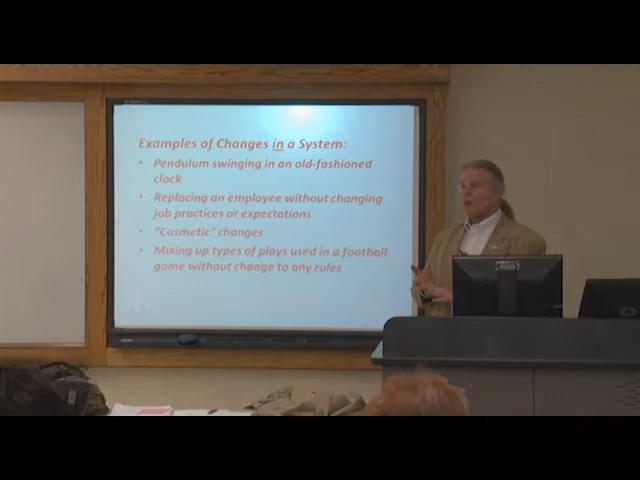 Examples of Changes in a System:
• Pendulum swinging in an old-fashioned
clock
• Replacing an employee without changing
job practices or expectations
• "Cosmetic" changes
• Mixing up types of plays used in a football
game without change to any rules